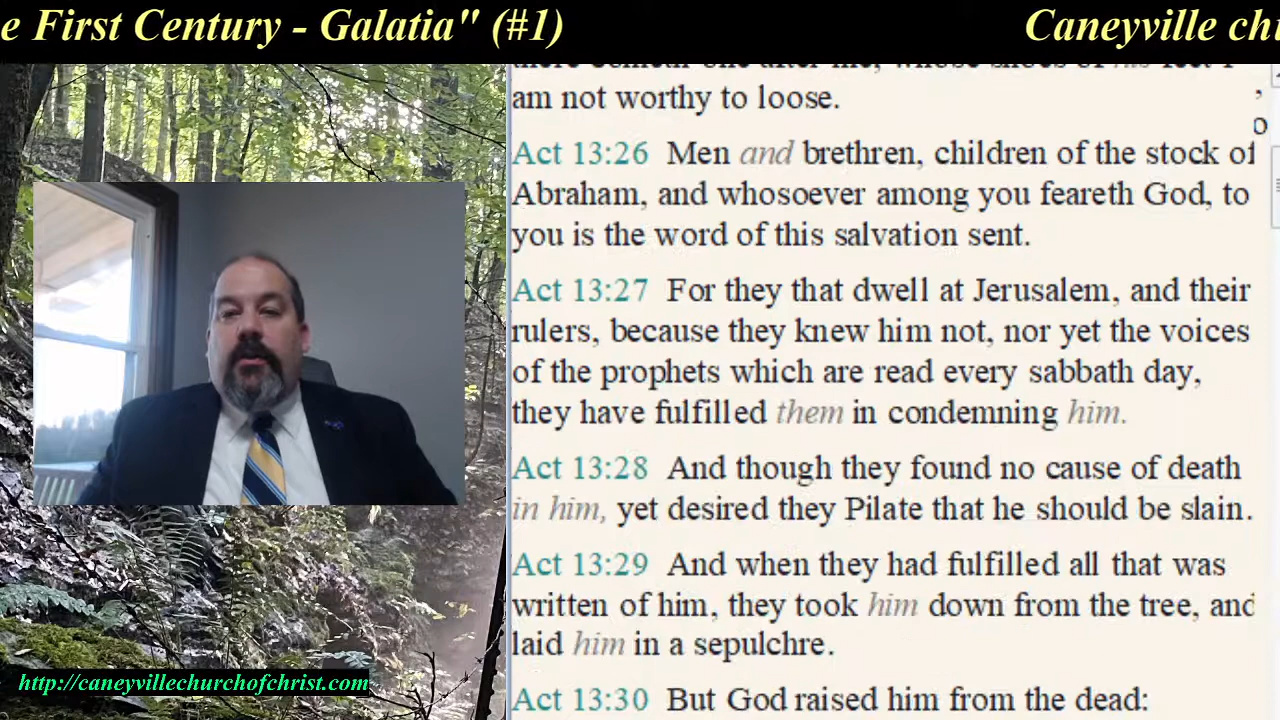 e First Century - Galatia" (#1)
Caneyville chu
am not worthy to loose.
Act 13:26 Men and brethren, children of the stock of
Abraham, and whosoever among you feareth God, to
you is the word of this salvation sent.
Act 13:27 For they that dwell at Jerusalem, and their
rulers, because they knew him not, nor yet the voices
of the prophets which are read every sabbath day,
they have fulfilled them in condemning him.
Act 13:28 And though they found no cause of death
in him, yet desired they Pilate that he should be slain.
Act 13:29 And when they had fulfilled all that was
written of him, they took him down from the tree, and
laid him in a sepulchre.
Act 13:30 But God raised him from the dead:
http://caneyvillechurchofchrist.com